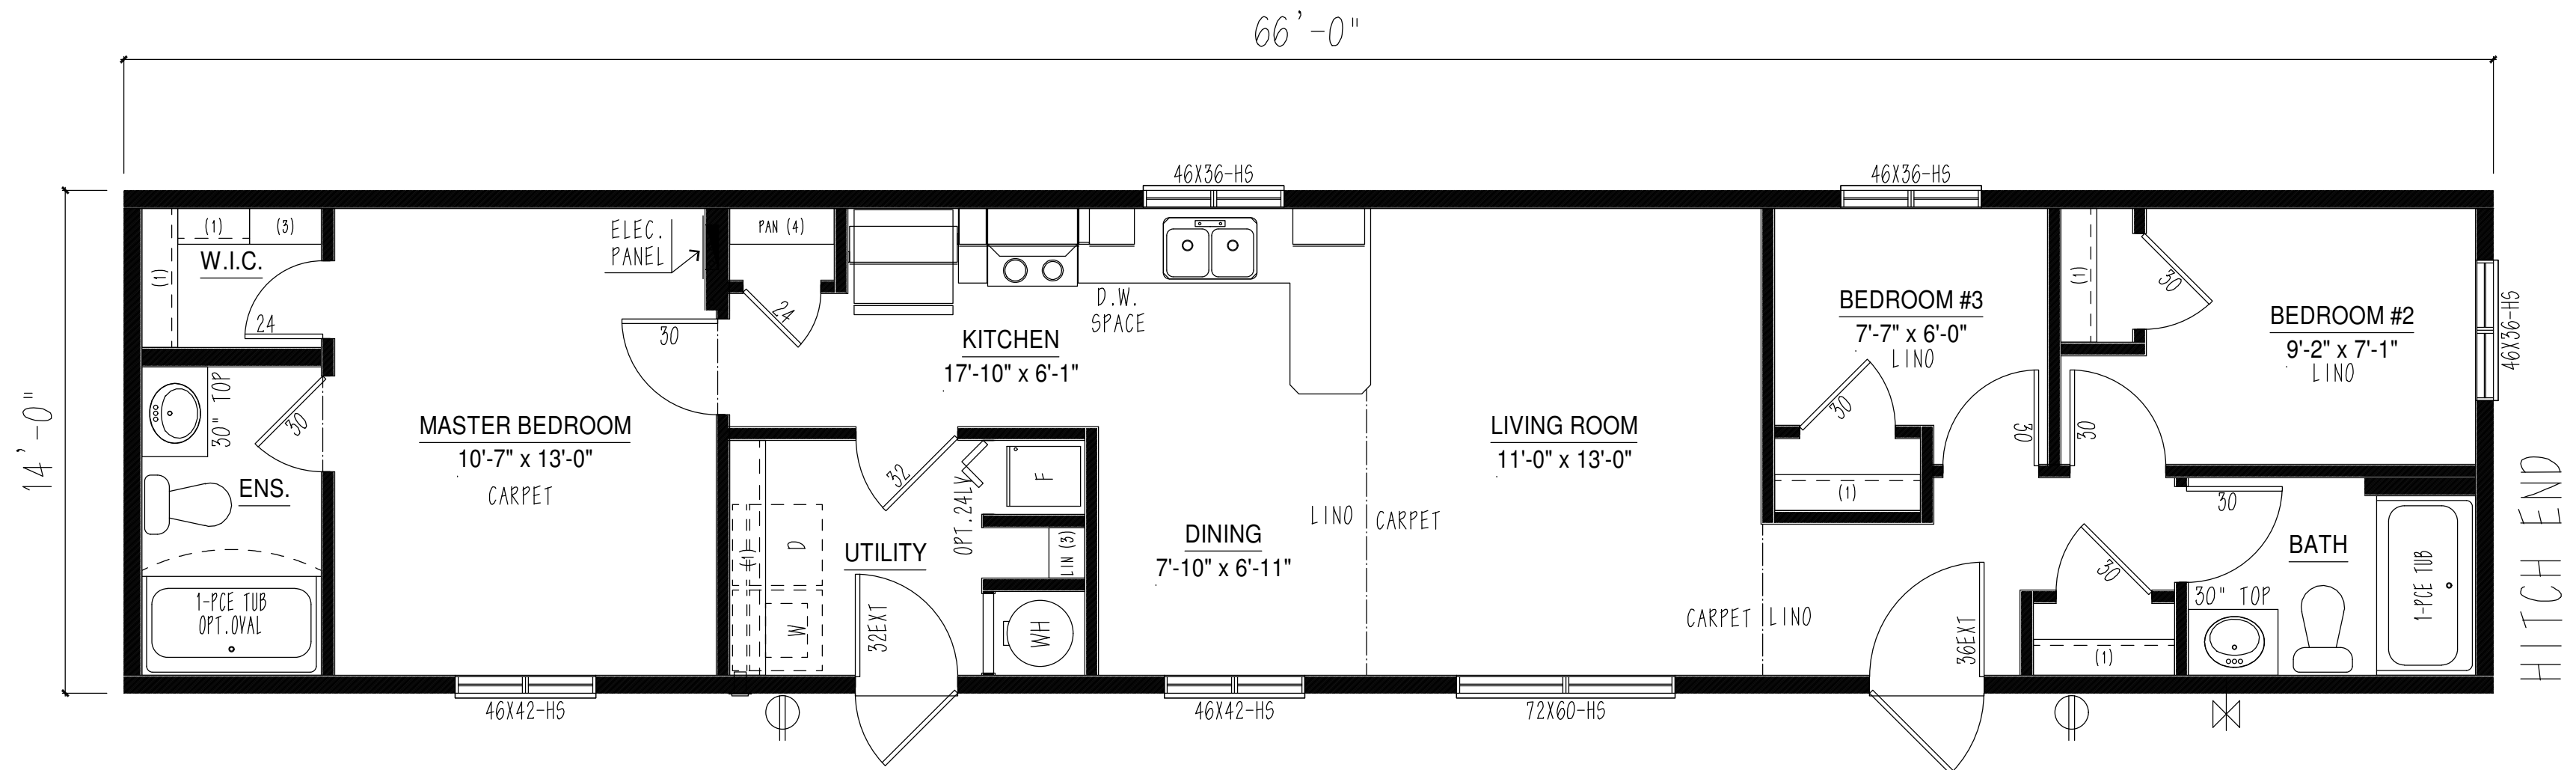 66'-0"
14'-0"
46X36-HS
46X36-HS
(1)
(3)
(1)
W.I.C.
24
ELEC.
PANEL
PAN (4)
24
30
D.W.
SPACE
KITCHEN
17'-10" x 6'-1"
BEDROOM #3
7'-7" x 6'-0"
LINO
30
(1)
30
(1)
30
BEDROOM #2
9'-2" x 7'-1"
LINO
46X36-HS
30
30" TOP
30
ENS.
1-PCE TUB
OPT.OVAL
MASTER BEDROOM
10'-7" x 13'-0"
CARPET
32
OPT.24LV
F
(1)
D
W
UTILITY
LIN (3)
WH
32EXT
DINING
7'-10" x 6'-11"
LINO
CARPET
LIVING ROOM
11'-0" x 13'-0"
CARPET
LINO
36EXT
30
(1)
30
BATH
30" TOP
1-PCE TUB
HITCH END
46X42-HS
46X42-HS
72X60-HS